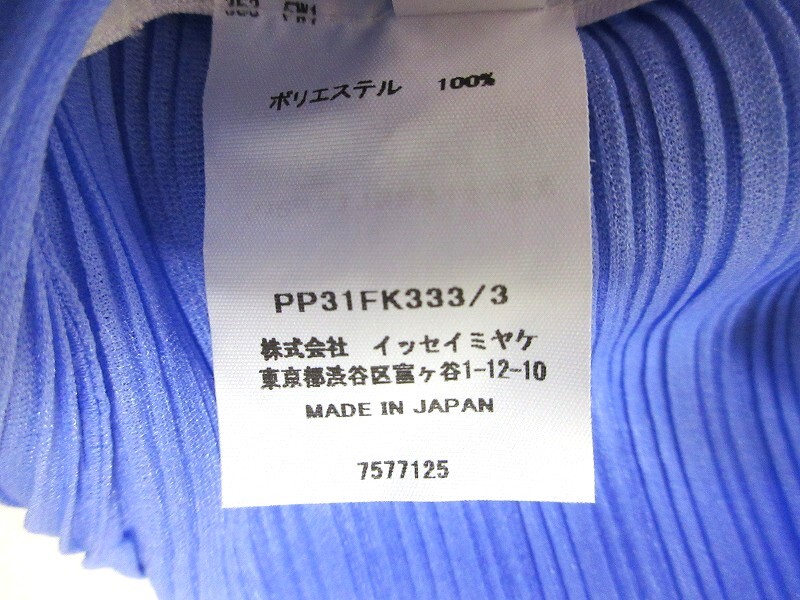 ポリエステル 100%
PP31FK333/3
株式会社 イッセイミヤケ
東京都渋谷区富ヶ谷1-12-10
MADE IN JAPAN
7577125